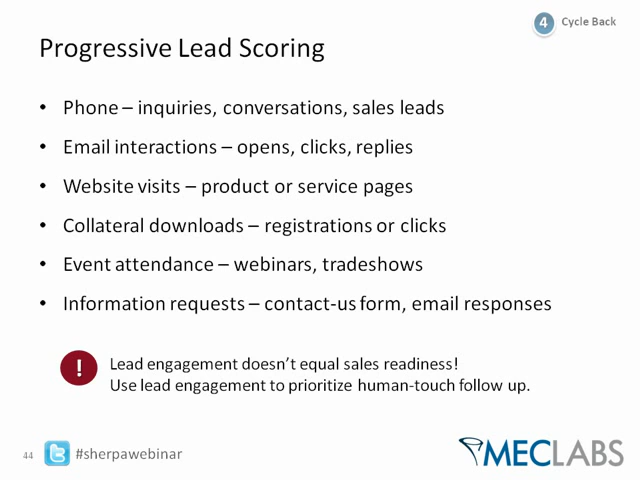 4 Cycle Back
Progressive Lead Scoring
• Phone – inquiries, conversations, sales leads
• Email interactions – opens, clicks, replies
• Website visits – product or service pages
• Collateral downloads – registrations or clicks
• Event attendance – webinars, tradeshows
• Information requests – contact-us form, email responses
! Lead engagement doesn't equal sales readiness!
Use lead engagement to prioritize human-touch follow up.
44 #sherpawebinar MECLABS